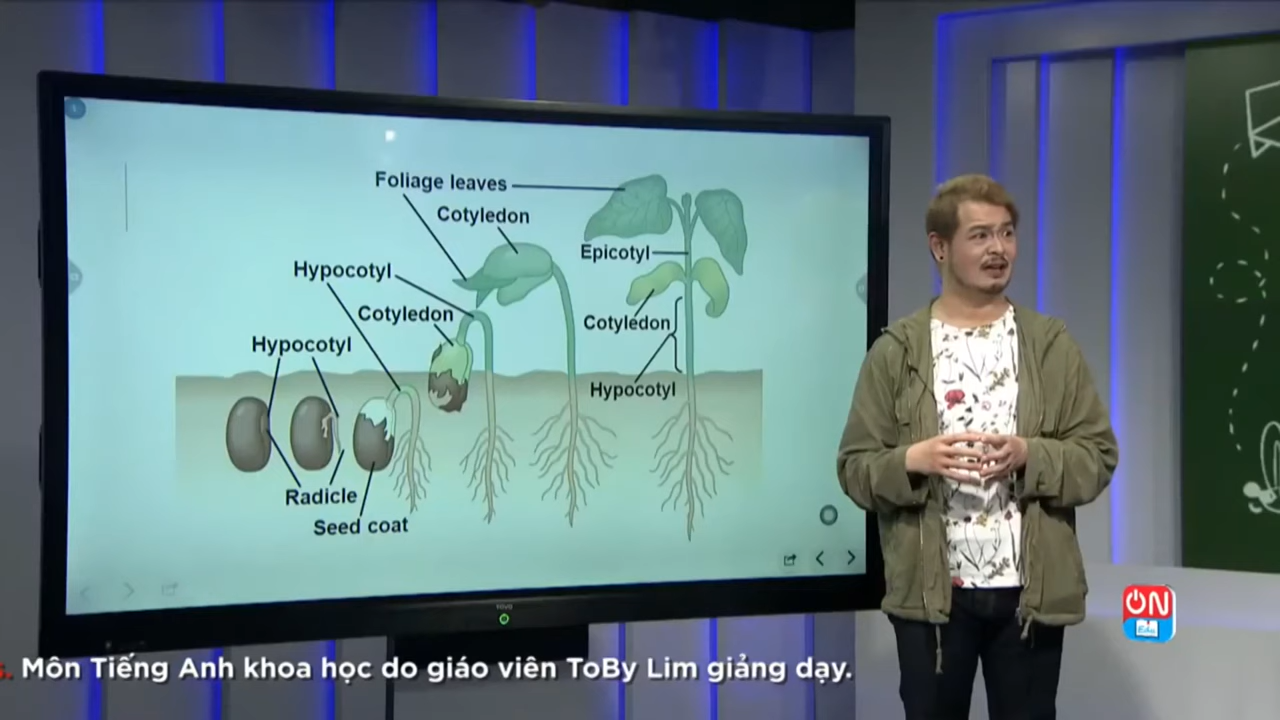 Foliage leaves
Cotyledon
Epicotyl
Hypocotyl
Cotyledon
Cotyledon
Hypocotyl
Hypocotyl
Radicle
Seed coat
ON
Edu
s. Môn Tiếng Anh khoa học do giáo viên ToBy Lim giảng dạy.